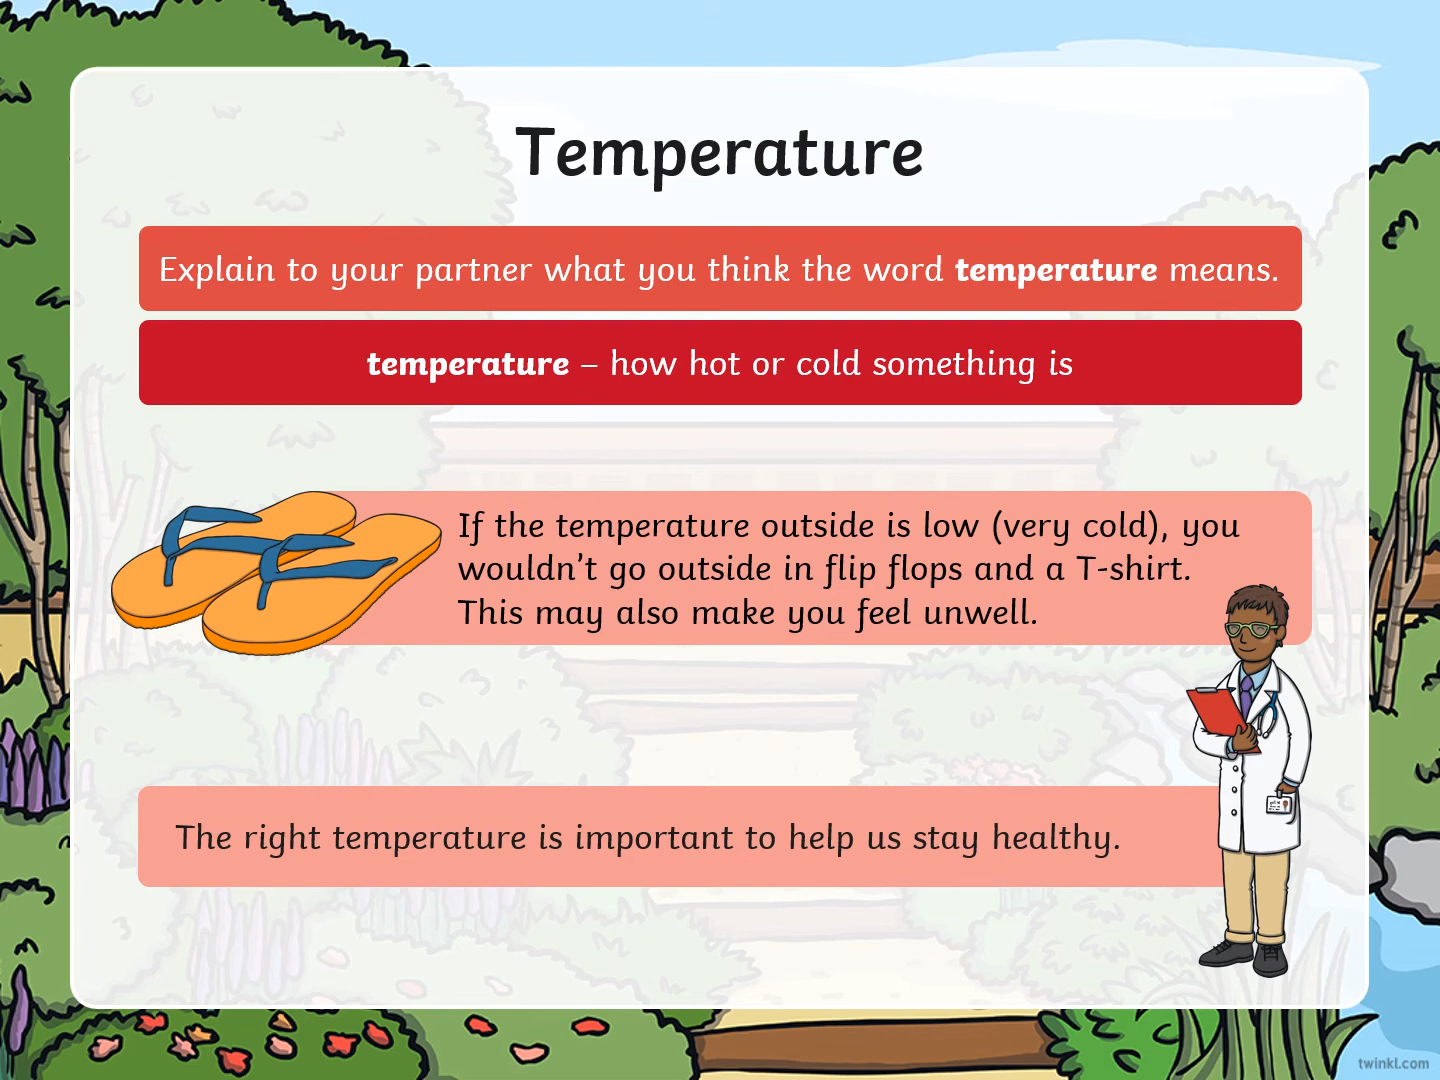 Temperature
Explain to your partner what you think the word temperature means.
temperature – how hot or cold something is
If the temperature outside is low (very cold), you
wouldn't go outside in flip flops and a T-shirt.
This may also make you feel unwell.
The right temperature is important to help us stay healthy.
twinkl.com